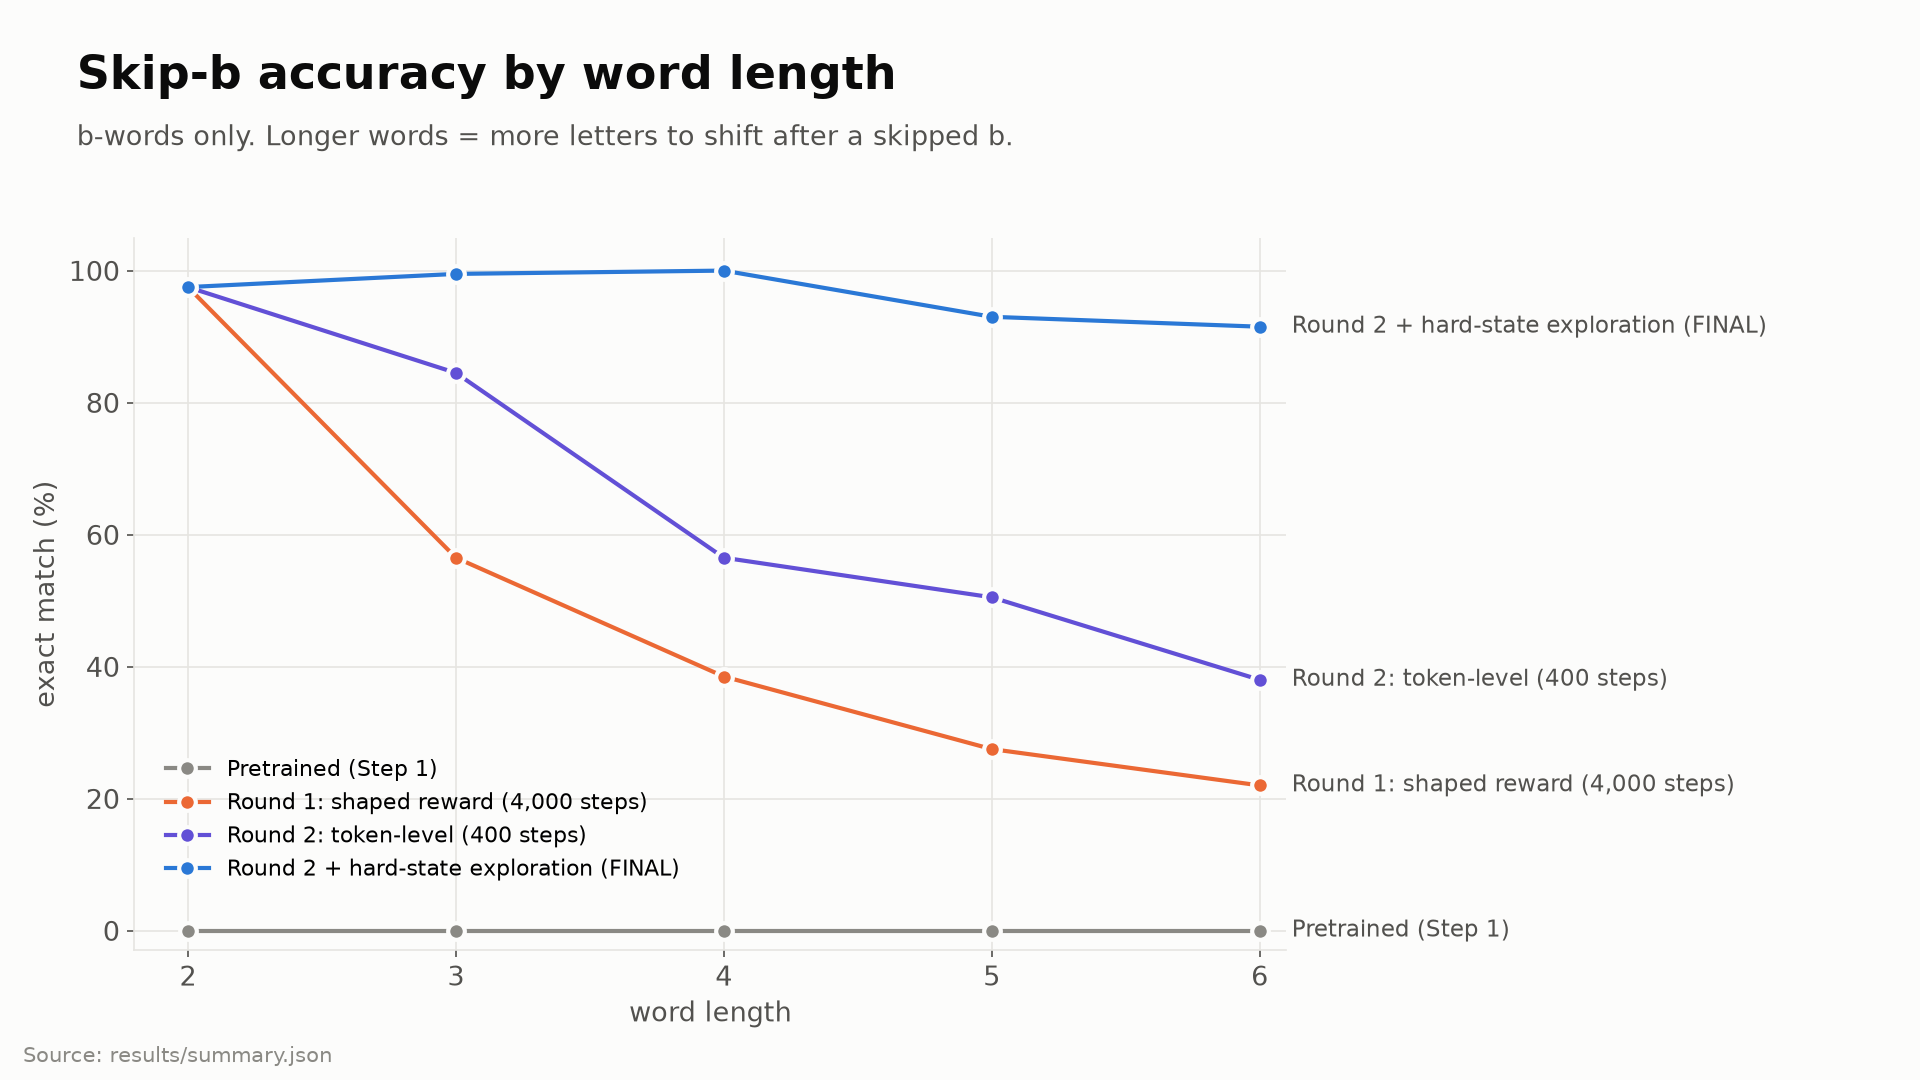 Skip-b accuracy by word length
b-words only. Longer words = more letters to shift after a skipped b.
exact match (%)
100
80
60
40
20
0
Round 2 + hard-state exploration (FINAL)
Round 2: token-level (400 steps)
Round 1: shaped reward (4,000 steps)
Pretrained (Step 1)
Pretrained (Step 1)
Round 1: shaped reward (4,000 steps)
Round 2: token-level (400 steps)
Round 2 + hard-state exploration (FINAL)
2 3 4 5 6
word length
Source: results/summary.json